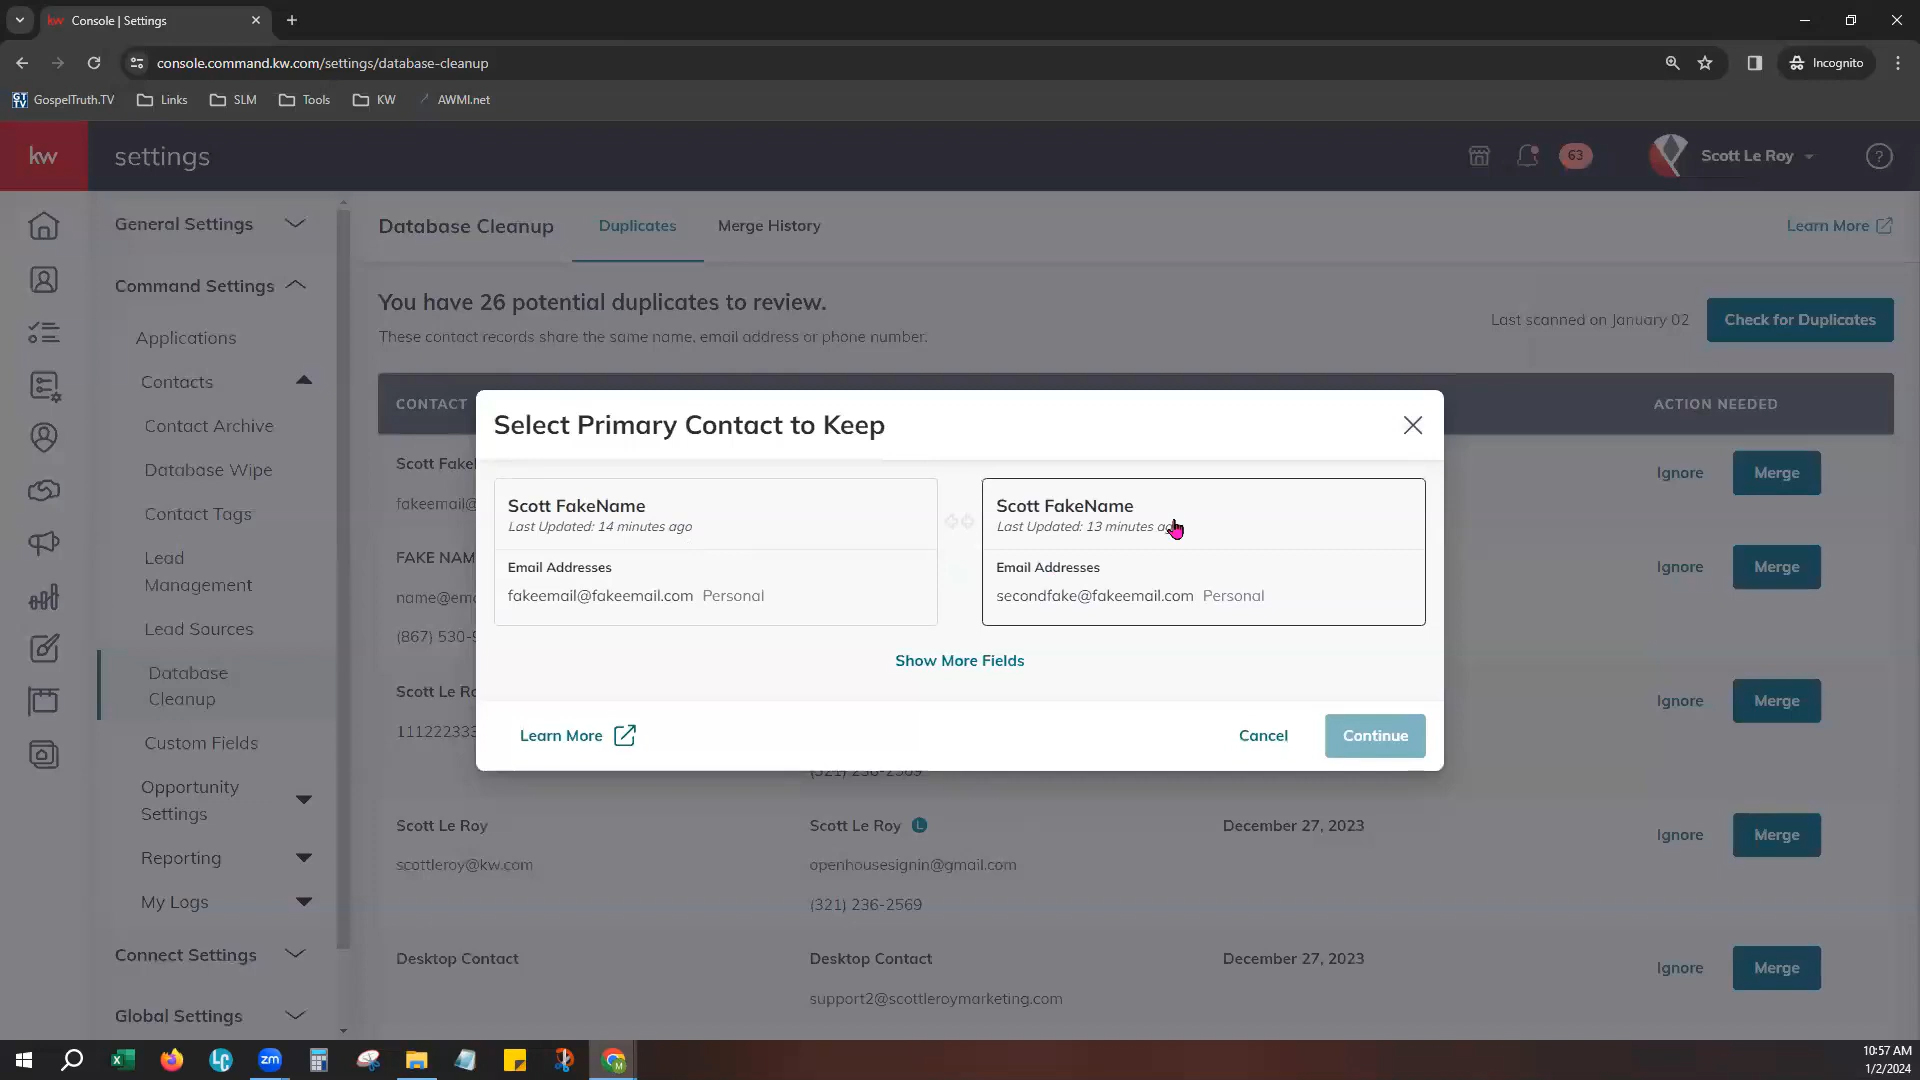 Console | Settings
console.command.kw.com/settings/database-cleanup
Incognito
GospelTruth.TV
Links
SLM
Tools
KW
AWMI.net
kw
settings
63
Scott Le Roy
General Settings
Command Settings
Applications
Contacts
Contact Archive
Database Wipe
Contact Tags
Lead
Management
Lead Sources
Database
Cleanup
Custom Fields
Opportunity
Settings
Reporting
My Logs
Connect Settings
Global Settings
Database Cleanup
Duplicates
Merge History
Learn More
You have 26 potential duplicates to review.
These contact records share the same name, email address or phone number.
Last scanned on January 02
Check for Duplicates
CONTACT
ACTION NEEDED
Ignore
Merge
FAKE NAM
Ignore
Merge
(867) 530-
Ignore
Merge
Select Primary Contact to Keep
Scott FakeName
Last Updated: 14 minutes ago
Email Addresses
fakeemail@fakeemail.com Personal
Scott FakeName
Last Updated: 13 minutes
Email Addresses
secondfake@fakeemail.com Personal
Show More Fields
Learn More
Cancel
Continue
Scott Le Roy
scottleroy@kw.com
Scott Le Roy L
openhousesignin@gmail.com
(321) 236-2569
December 27, 2023
Ignore
Merge
Desktop Contact
Desktop Contact
support2@scottleroymarketing.com
December 27, 2023
Ignore
Merge
10:57 AM
1/2/2024